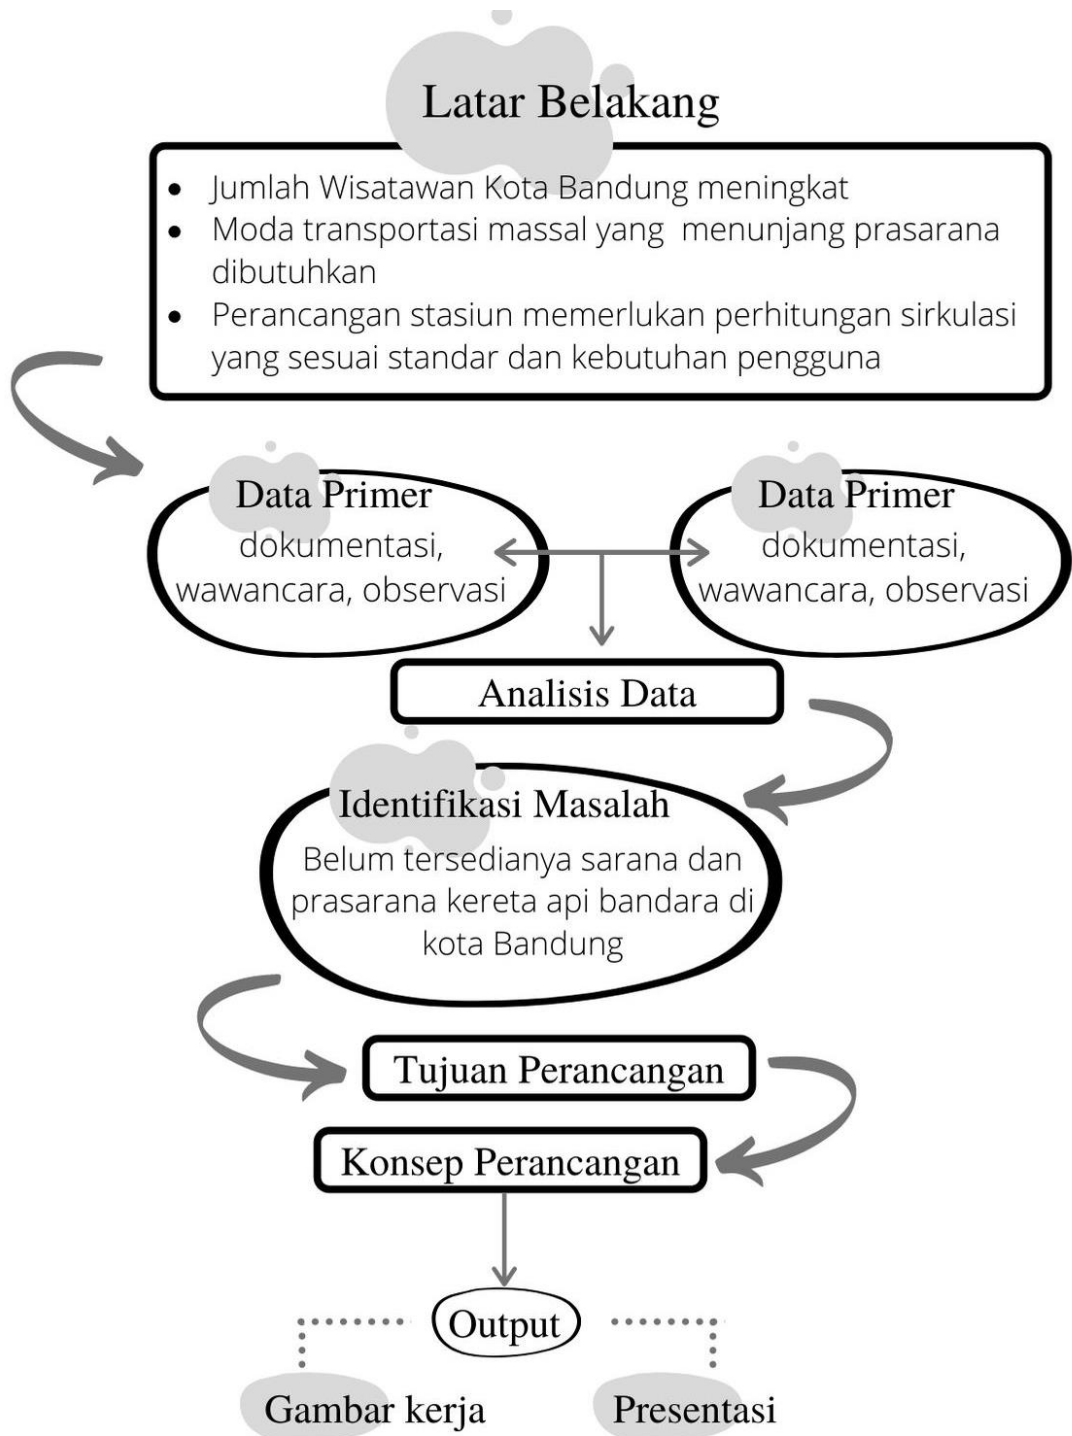 Latar Belakang
• Jumlah Wisatawan Kota Bandung meningkat
• Moda transportasi massal yang menunjang prasarana
dibutuhkan
• Perancangan stasiun memerlukan perhitungan sirkulasi
yang sesuai standar dan kebutuhan pengguna
Data Primer
dokumentasi,
wawancara, observasi
Data Primer
dokumentasi,
wawancara, observasi
Analisis Data
Identifikasi Masalah
Belum tersedianya sarana dan
prasarana kereta api bandara di
kota Bandung
Tujuan Perancangan
Konsep Perancangan
Output
Gambar kerja
Presentasi